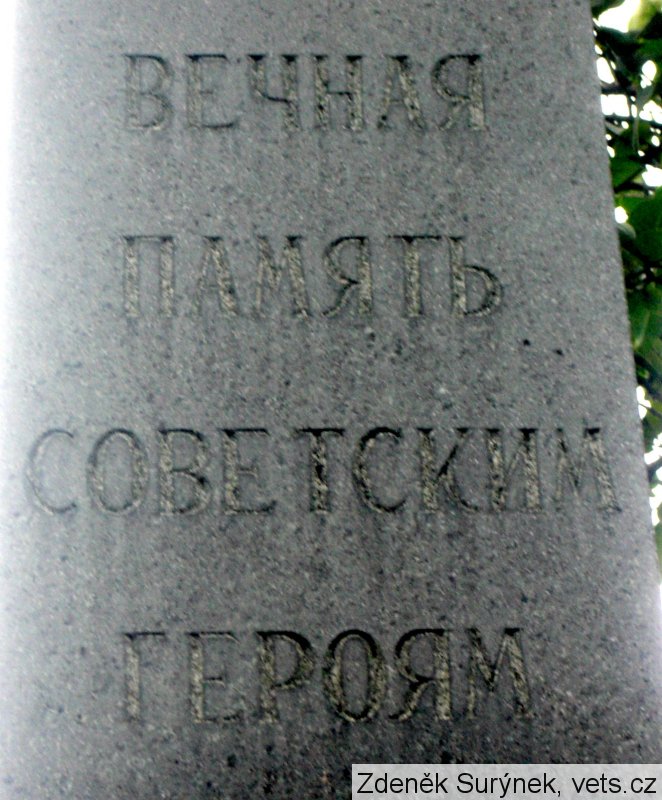 ВЕЧНАЯ
ПАМЯТЬ
СОВЕТСКИМ
ГЕРОЯМ
Zdeněk Surýnek, vets.cz